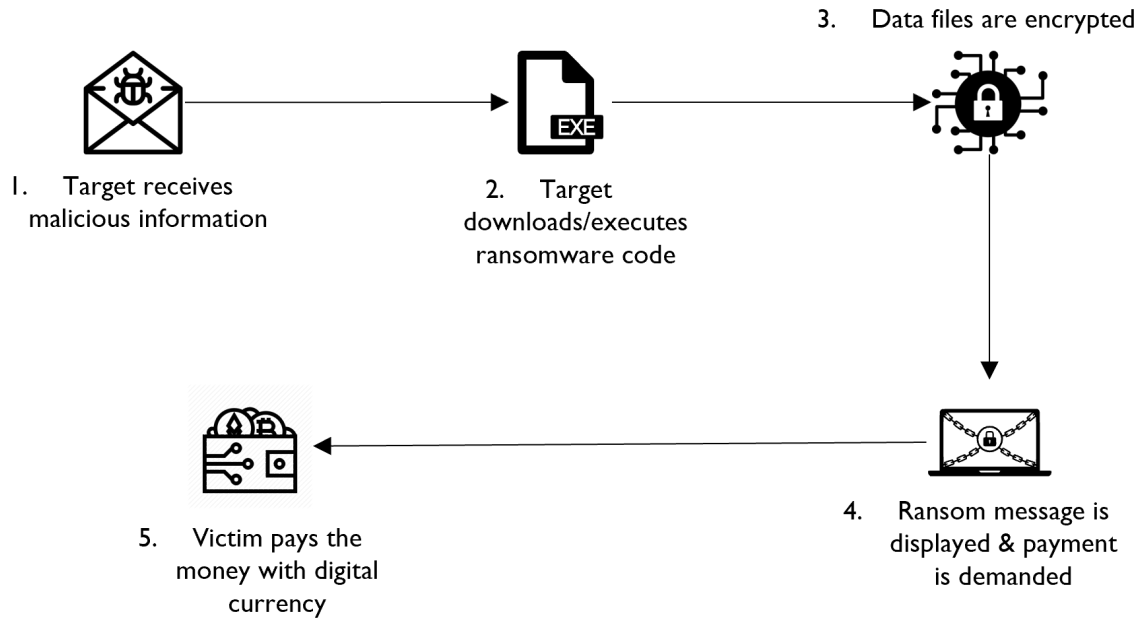 1. Target receives
malicious information
EXE
2. Target
downloads/executes
ransomware code
3. Data files are encrypted
4. Ransom message is
displayed & payment
is demanded
5. Victim pays the
money with digital
currency